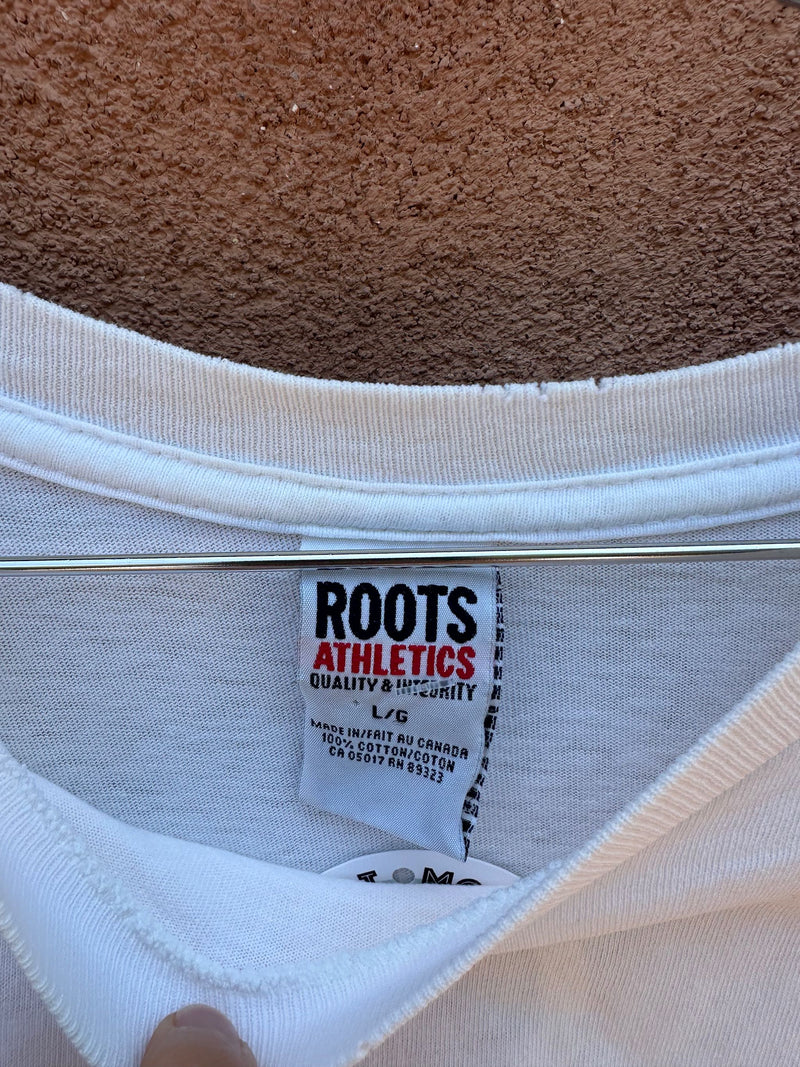 ROOTS
ATHLETICS
QUALITY & INTEGRITY
L/G
MADE IN/FAIT AU CANADA
100% COTTON/COTON
CA 05017 RN 89323